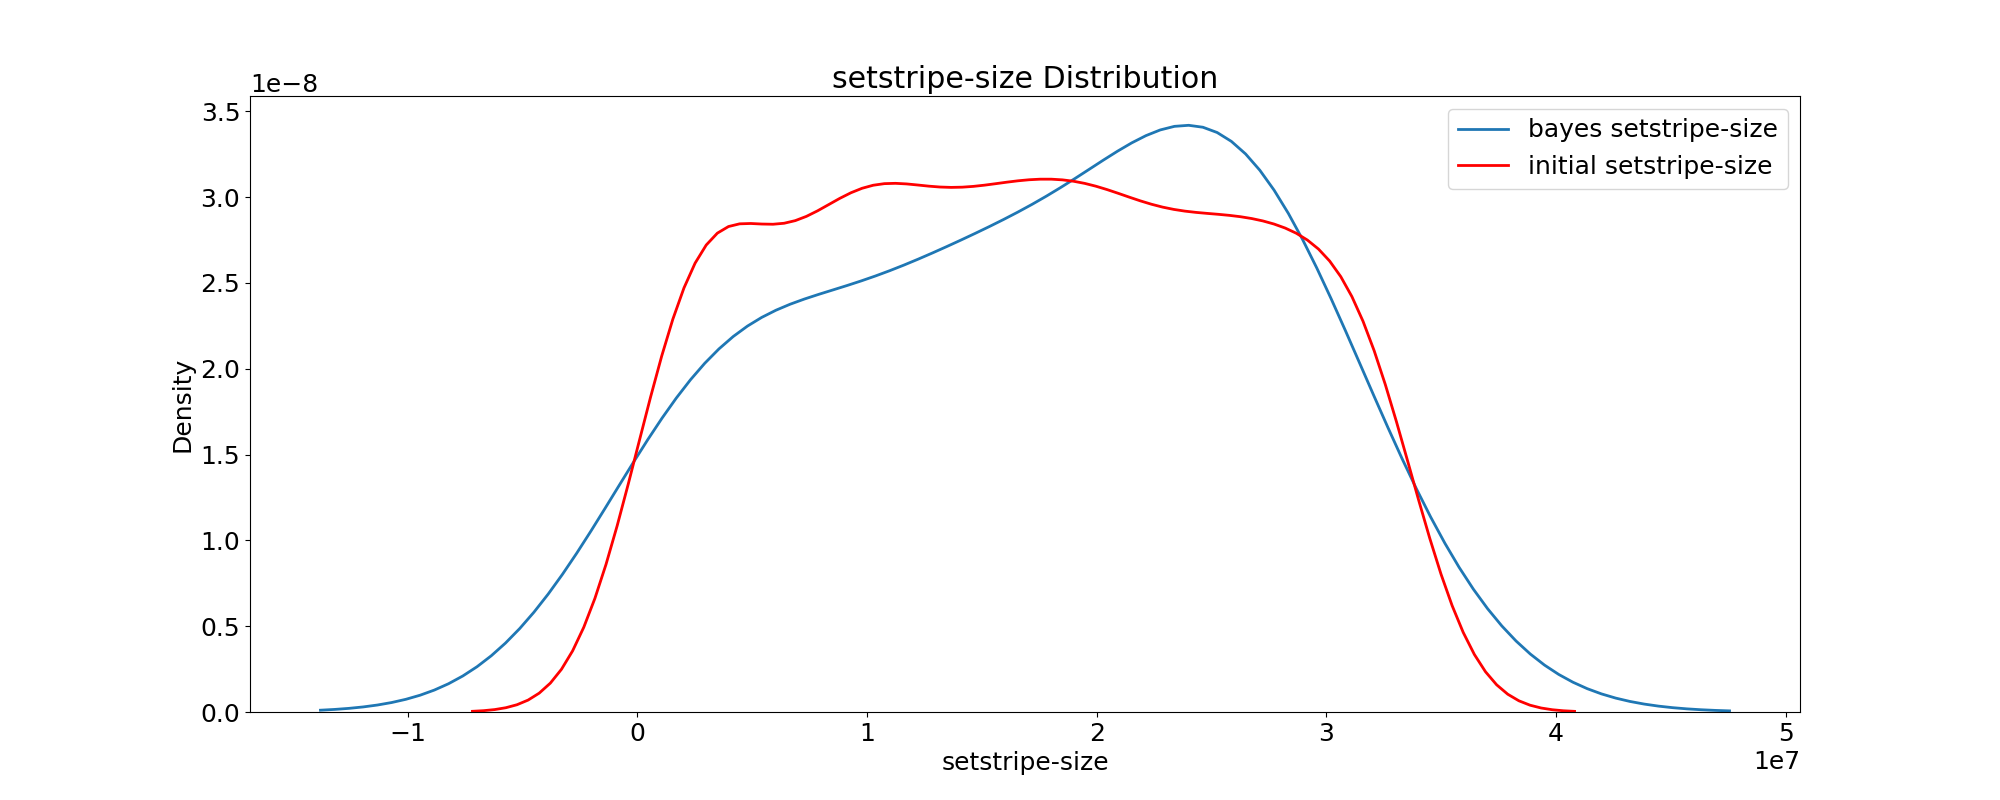 setstripe-size Distribution
1e−8
bayes setstripe-size
initial setstripe-size
3.5
3.0
2.5
2.0
1.5
1.0
0.5
0.0
Density
−1 0 1 2 3 4 5
1e7
setstripe-size